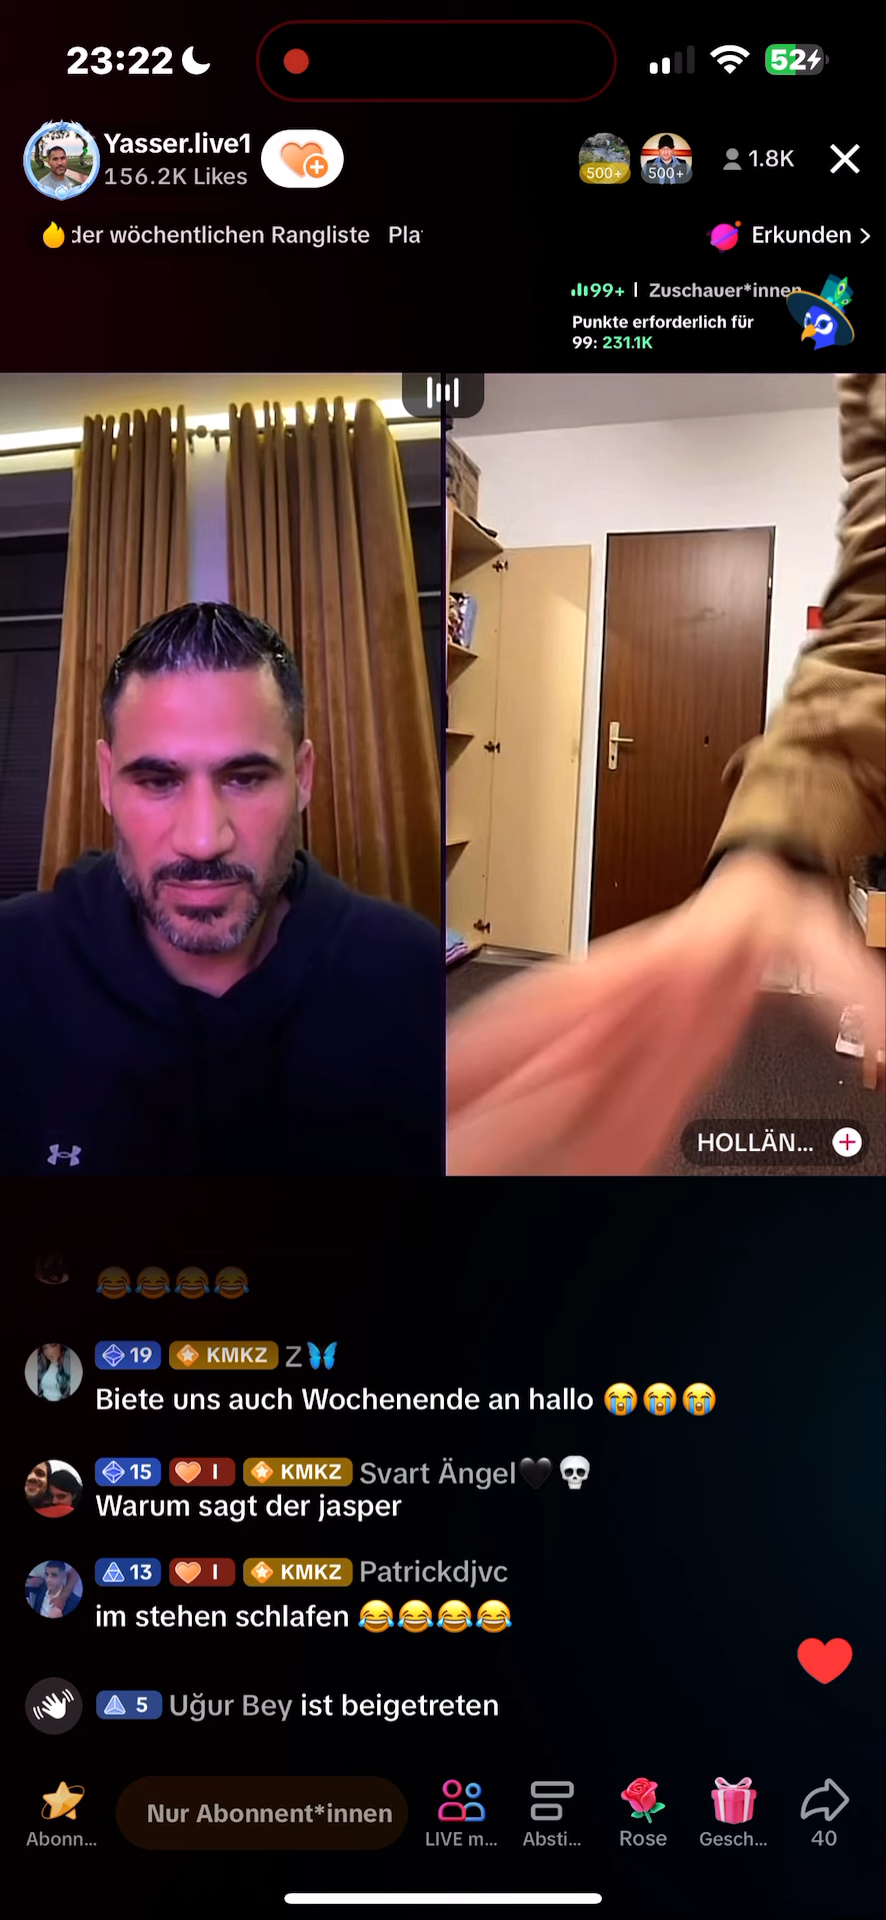 23:22
52
Yasser.live1
156.2K Likes
500+
500+
1.8K
der wöchentlichen Rangliste Pla
Erkunden >
99+ | Zuschauer*innen
Punkte erforderlich für
99: 231.1K
HOLLÄN...
😂😂😂😂
19 KMKZ Z🦋
Biete uns auch Wochenende an hallo 😭😭😭
15 I KMKZ Svart Ängel🖤💀
Warum sagt der jasper
13 I KMKZ Patrickdjvc
im stehen schlafen 😂😂😂😂
5 Uğur Bey ist beigetreten
Nur Abonnent*innen
Abonn...
LIVE m...
Absti...
Rose
Gesch...
40